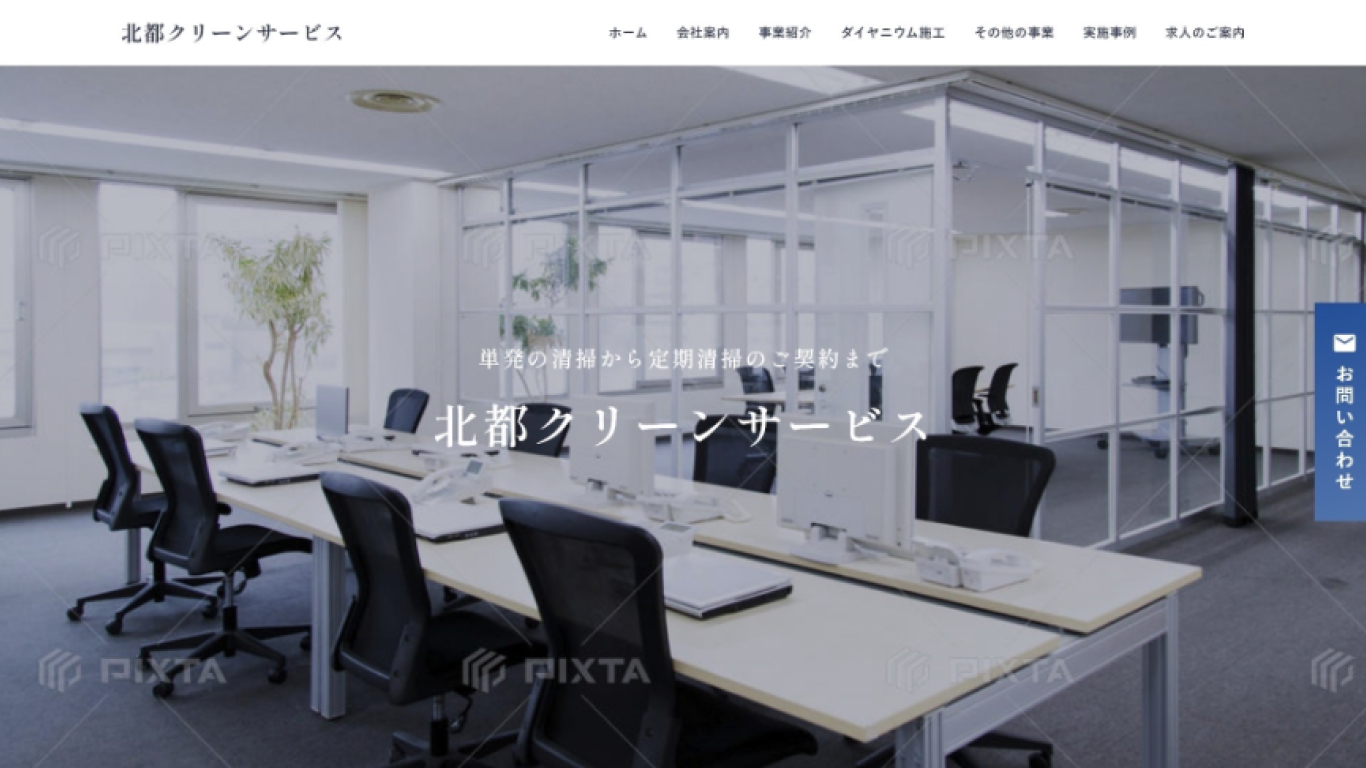 北都クリーンサービス
ホーム 会社案内 事業紹介 ダイヤニウム施工 その他の事業 実施事例 求人のご案内
PIXTA PIXTA PIXTA
単発の清掃から定期清掃のご契約まで
北都クリーンサービス
お問い合わせ
PIXTA PIXTA PIXTA